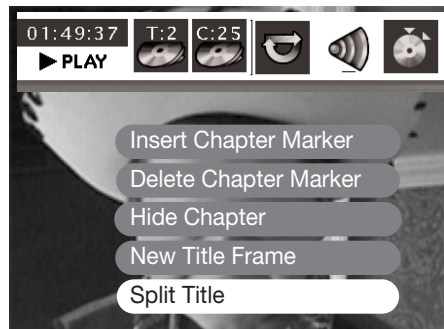 01:49:37 T:2 C:25
PLAY
Insert Chapter Marker
Delete Chapter Marker
Hide Chapter
New Title Frame
Split Title